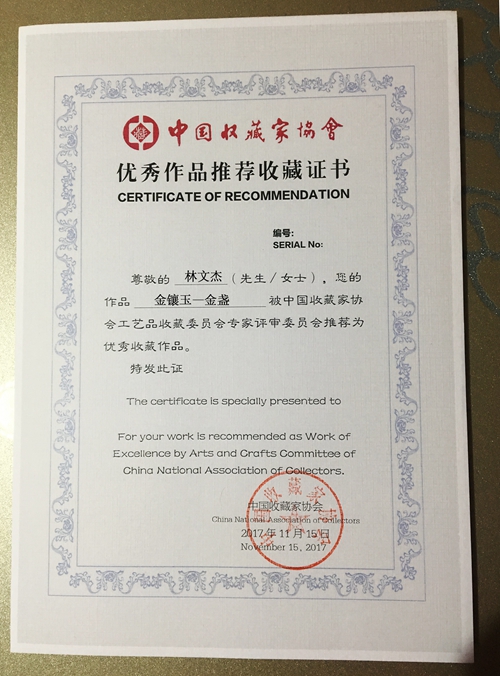 中国收藏家協會
优秀作品推荐收藏证书
CERTIFICATE OF RECOMMENDATION
编号:
SERIAL No:
尊敬的 林文杰 (先生/女士),您的
作品 金镶玉—金盏 被中国收藏家协
会工艺品收藏委员会专家评审委员会推荐为
优秀收藏作品。
特发此证
The certificate is specially presented to
For your work is recommended as Work of
Excellence by Arts and Crafts Committee of
China National Association of Collectors.
中国收藏家协会
China National Association of Collectors
2017年11月15日
November 15, 2017